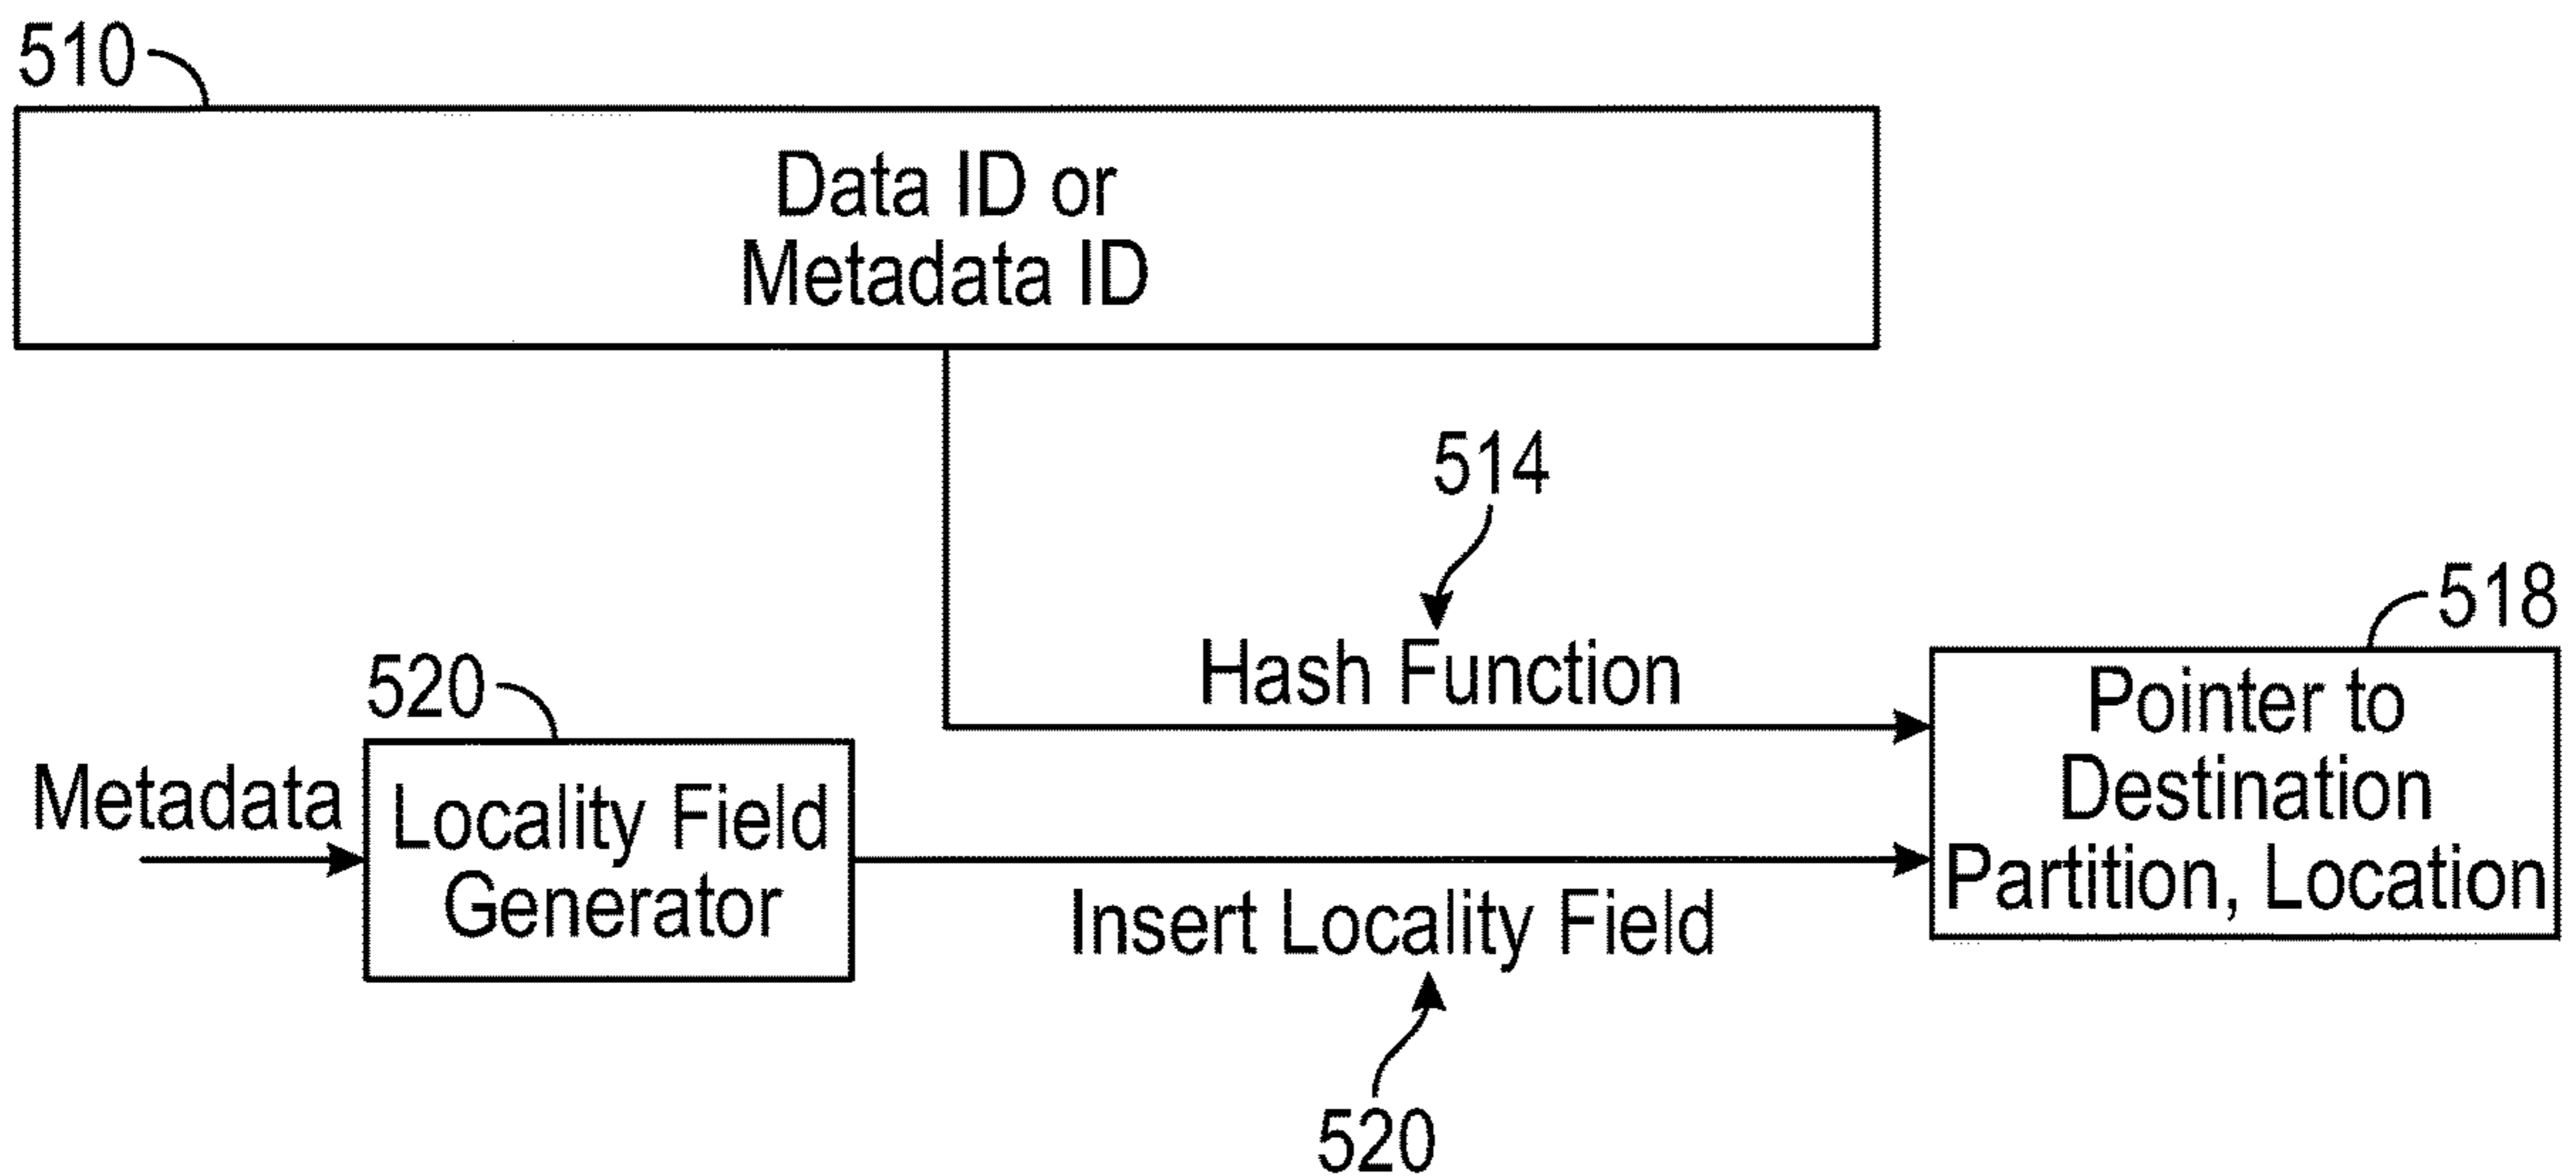 510
Data ID or
Metadata ID
514
Hash Function
518
Pointer to
Destination
Partition, Location
520
Metadata
Locality Field
Generator
Insert Locality Field
520